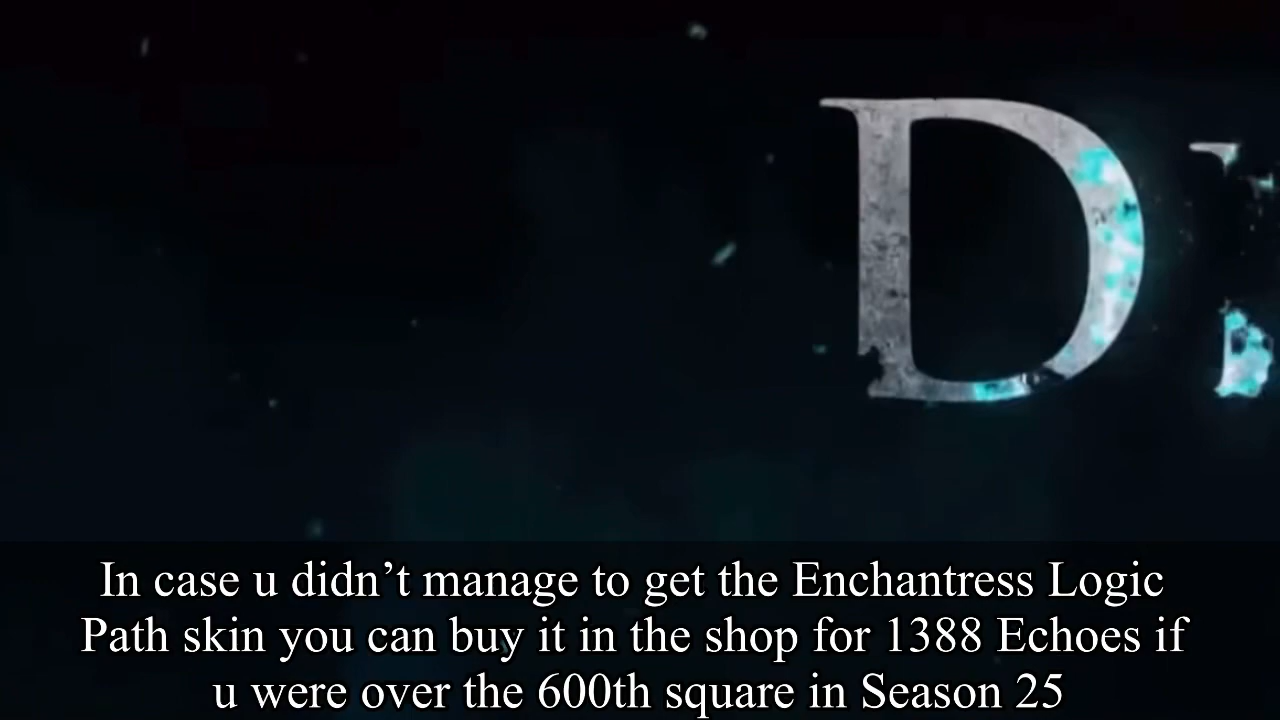 D
In case u didn’t manage to get the Enchantress Logic
Path skin you can buy it in the shop for 1388 Echoes if
u were over the 600th square in Season 25